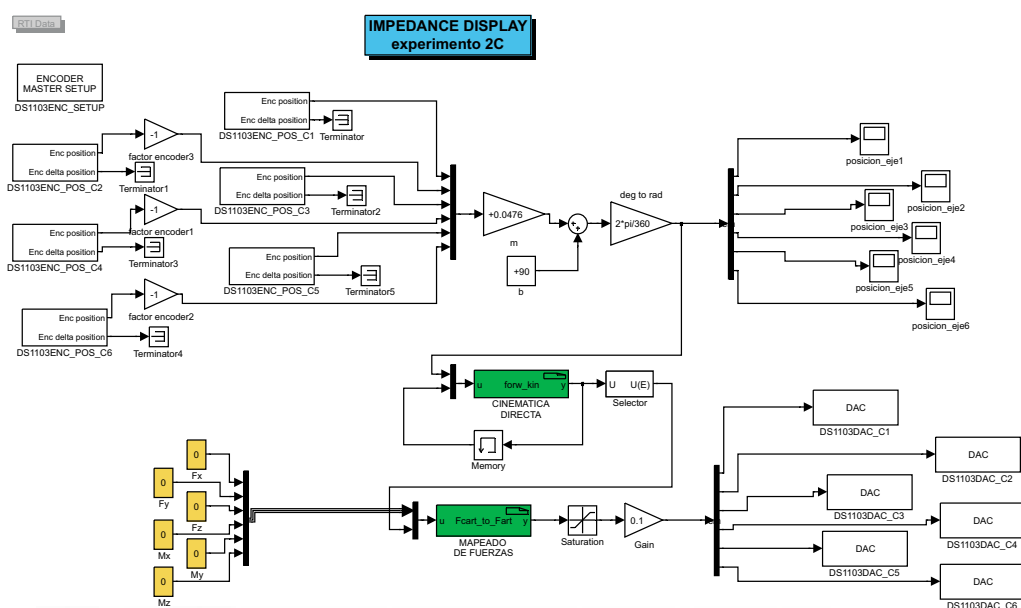 RTI Data
IMPEDANCE DISPLAY
experimento 2C
ENCODER
MASTER SETUP
DS1103ENC_SETUP
Enc position
Enc delta position
DS1103ENC_POS_C1
Terminator
-1
factor encoder3
Enc position
Enc delta position
DS1103ENC_POS_C2
Terminator1
Enc position
Enc delta position
DS1103ENC_POS_C3
Terminator2
-1
factor encoder1
Enc position
Enc delta position
DS1103ENC_POS_C4
Terminator3
Enc position
Enc delta position
DS1103ENC_POS_C5
Terminator5
-1
factor encoder2
Enc position
Enc delta position
DS1103ENC_POS_C6
Terminator4
+0.0476
m
+90
b
deg to rad
2*pi/360
posicion_eje1
posicion_eje2
posicion_eje3
posicion_eje4
posicion_eje5
posicion_eje6
u
forw_kin
y
CINEMATICA
DIRECTA
U
U(E)
Selector
Memory
0
Fx
0
Fy
0
Fz
0
Mx
0
My
0
Mz
u
Fcart_to_Fart
y
MAPEADO
DE FUERZAS
Saturation
0.1
Gain
DAC
DS1103DAC_C1
DAC
DS1103DAC_C2
DAC
DS1103DAC_C3
DAC
DS1103DAC_C4
DAC
DS1103DAC_C5
DAC
DS1103DAC_C6